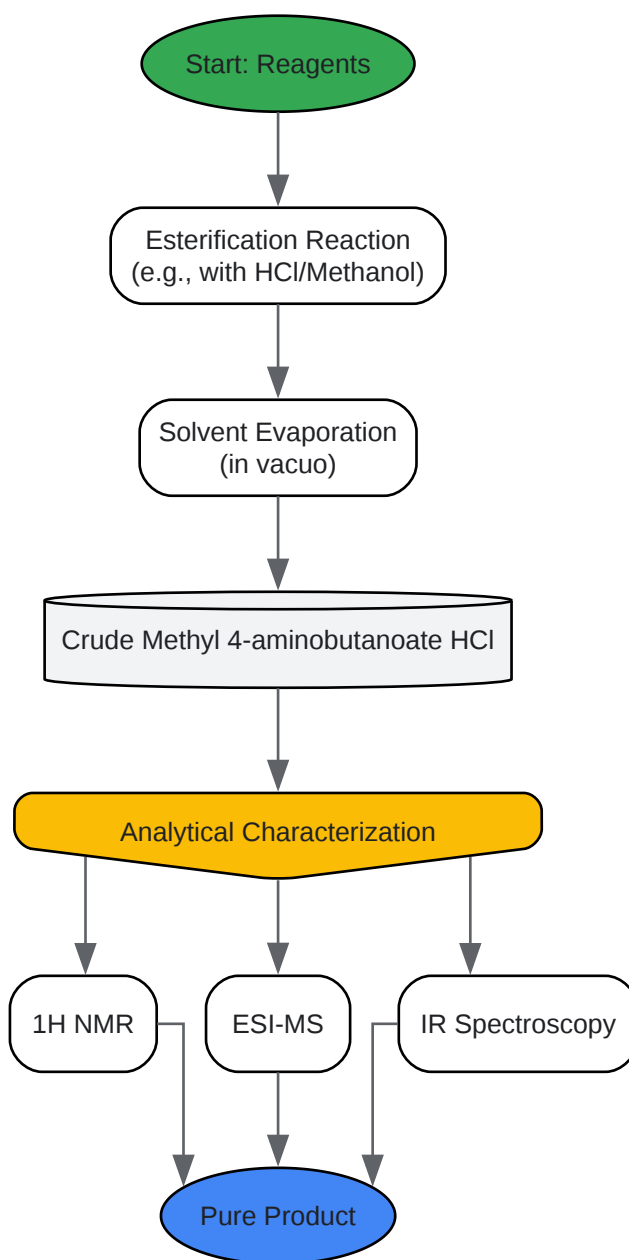 Start: Reagents
Esterification Reaction
(e.g., with HCl/Methanol)
Solvent Evaporation
(in vacuo)
Crude Methyl 4-aminobutanoate HCl
Analytical Characterization
1H NMR
ESI-MS
IR Spectroscopy
Pure Product